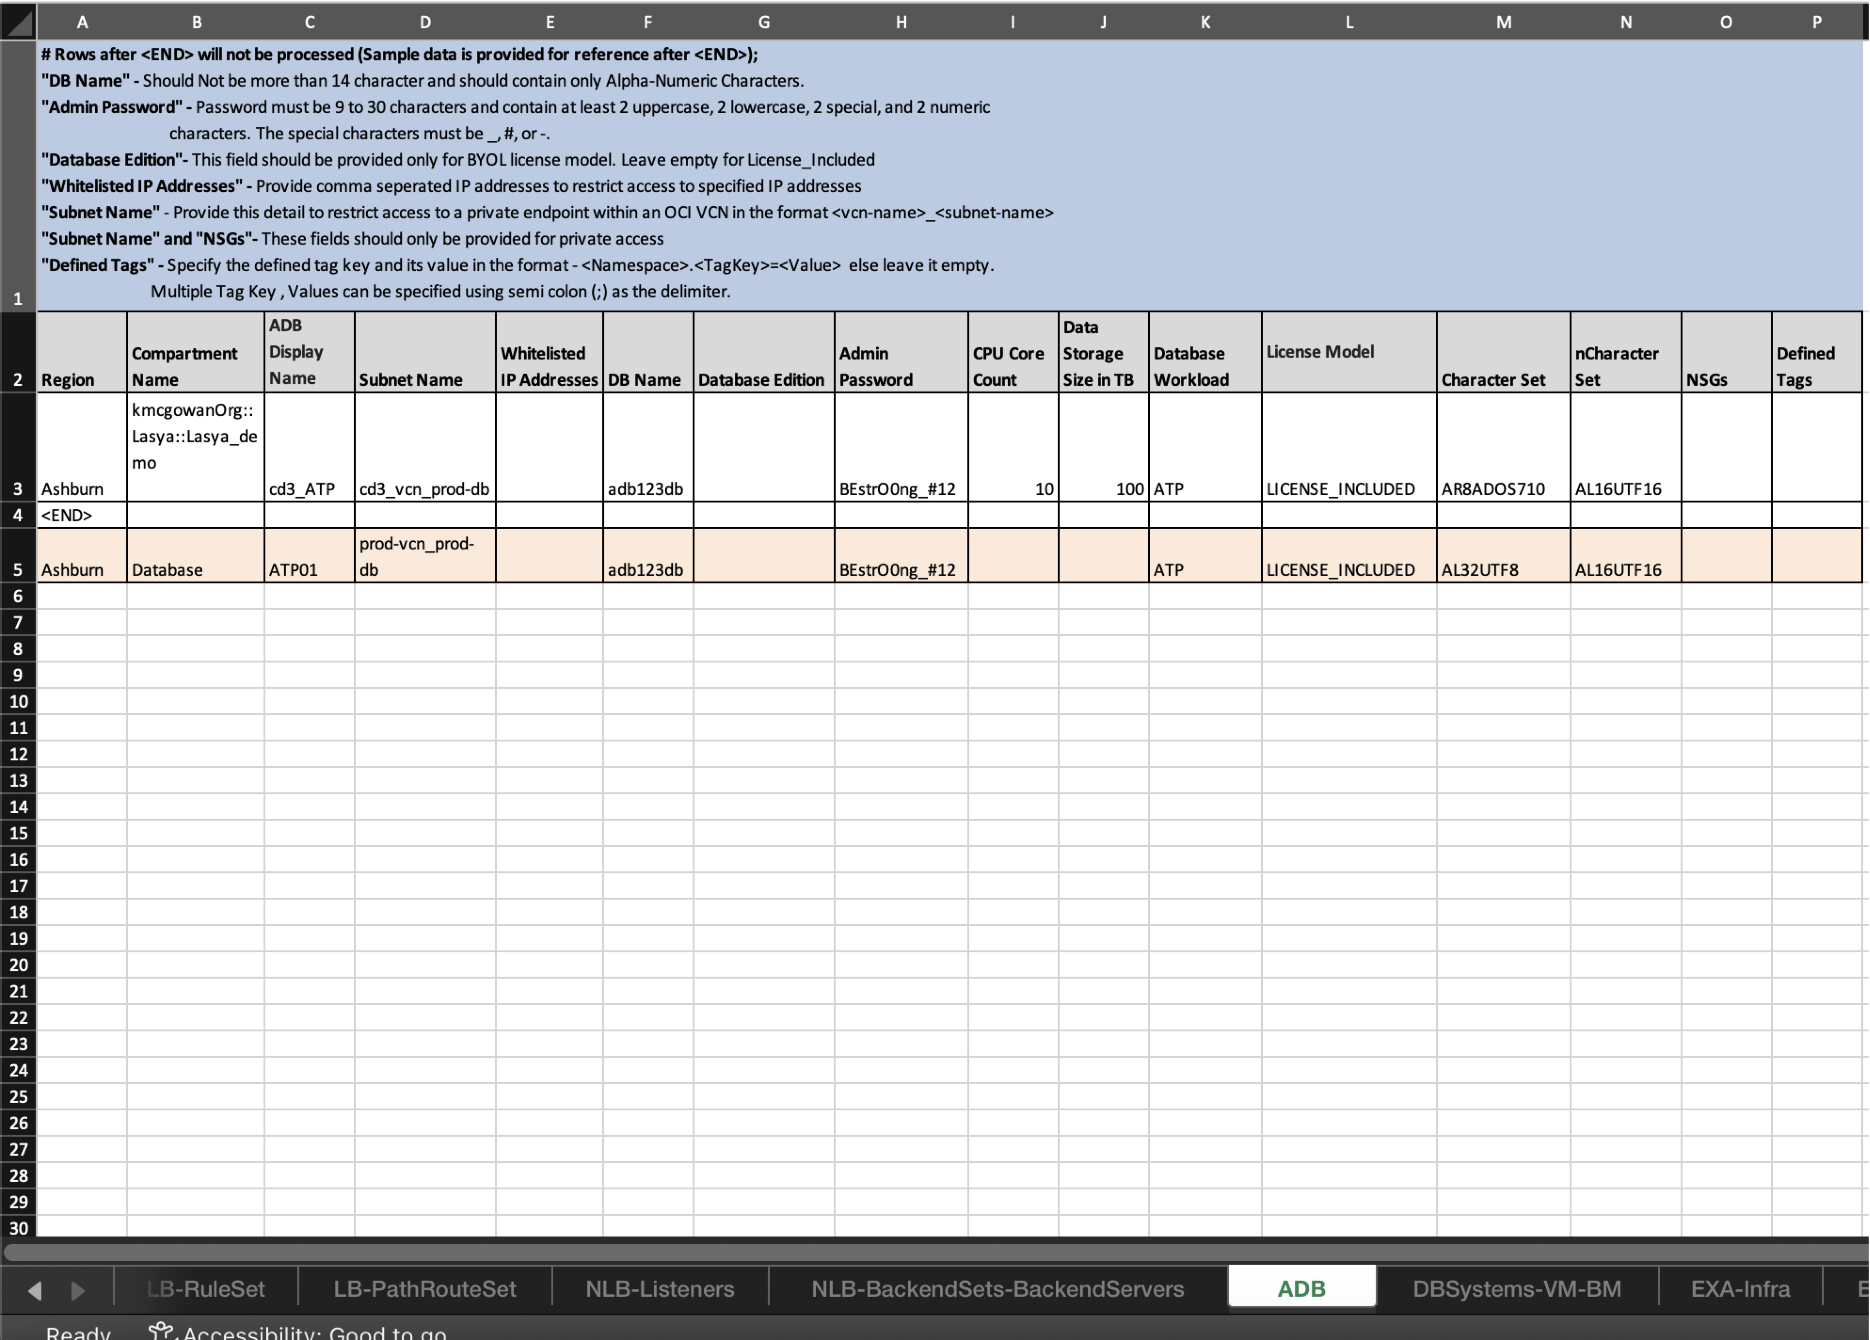 A B C D E F G H I J K L M N O P
# Rows after <END> will not be processed (Sample data is provided for reference after <END>);
"DB Name" - Should Not be more than 14 character and should contain only Alpha-Numeric Characters.
"Admin Password" - Password must be 9 to 30 characters and contain at least 2 uppercase, 2 lowercase, 2 special, and 2 numeric
characters. The special characters must be _, #, or -.
"Database Edition"- This field should be provided only for BYOL license model. Leave empty for License_Included
"Whitelisted IP Addresses" - Provide comma seperated IP addresses to restrict access to specified IP addresses
"Subnet Name" - Provide this detail to restrict access to a private endpoint within an OCI VCN in the format <vcn-name>_<subnet-name>
"Subnet Name" and "NSGs"- These fields should only be provided for private access
"Defined Tags" - Specify the defined tag key and its value in the format - <Namespace>.<TagKey>=<Value> else leave it empty.
Multiple Tag Key , Values can be specified using semi colon (;) as the delimiter.
1
2 Region Compartment Name ADB Display Name Subnet Name Whitelisted IP Addresses DB Name Database Edition Admin Password CPU Core Count Data Storage Size in TB Database Workload License Model Character Set nCharacter Set NSGs Defined Tags
3 Ashburn kmcgowanOrg::Lasya::Lasya_demo cd3_ATP cd3_vcn_prod-db adb123db BEstrO0ng_#12 10 100 ATP LICENSE_INCLUDED AR8ADOS710 AL16UTF16
4 <END>
5 Ashburn Database ATP01 prod-vcn_prod-db adb123db BEstrO0ng_#12 ATP LICENSE_INCLUDED AL32UTF8 AL16UTF16
6
7
8
9
10
11
12
13
14
15
16
17
18
19
20
21
22
23
24
25
26
27
28
29
30
LB-RuleSet LB-PathRouteSet NLB-Listeners NLB-BackendSets-BackendServers ADB DBSystems-VM-BM EXA-Infra E
Ready Accessibility: Good to go